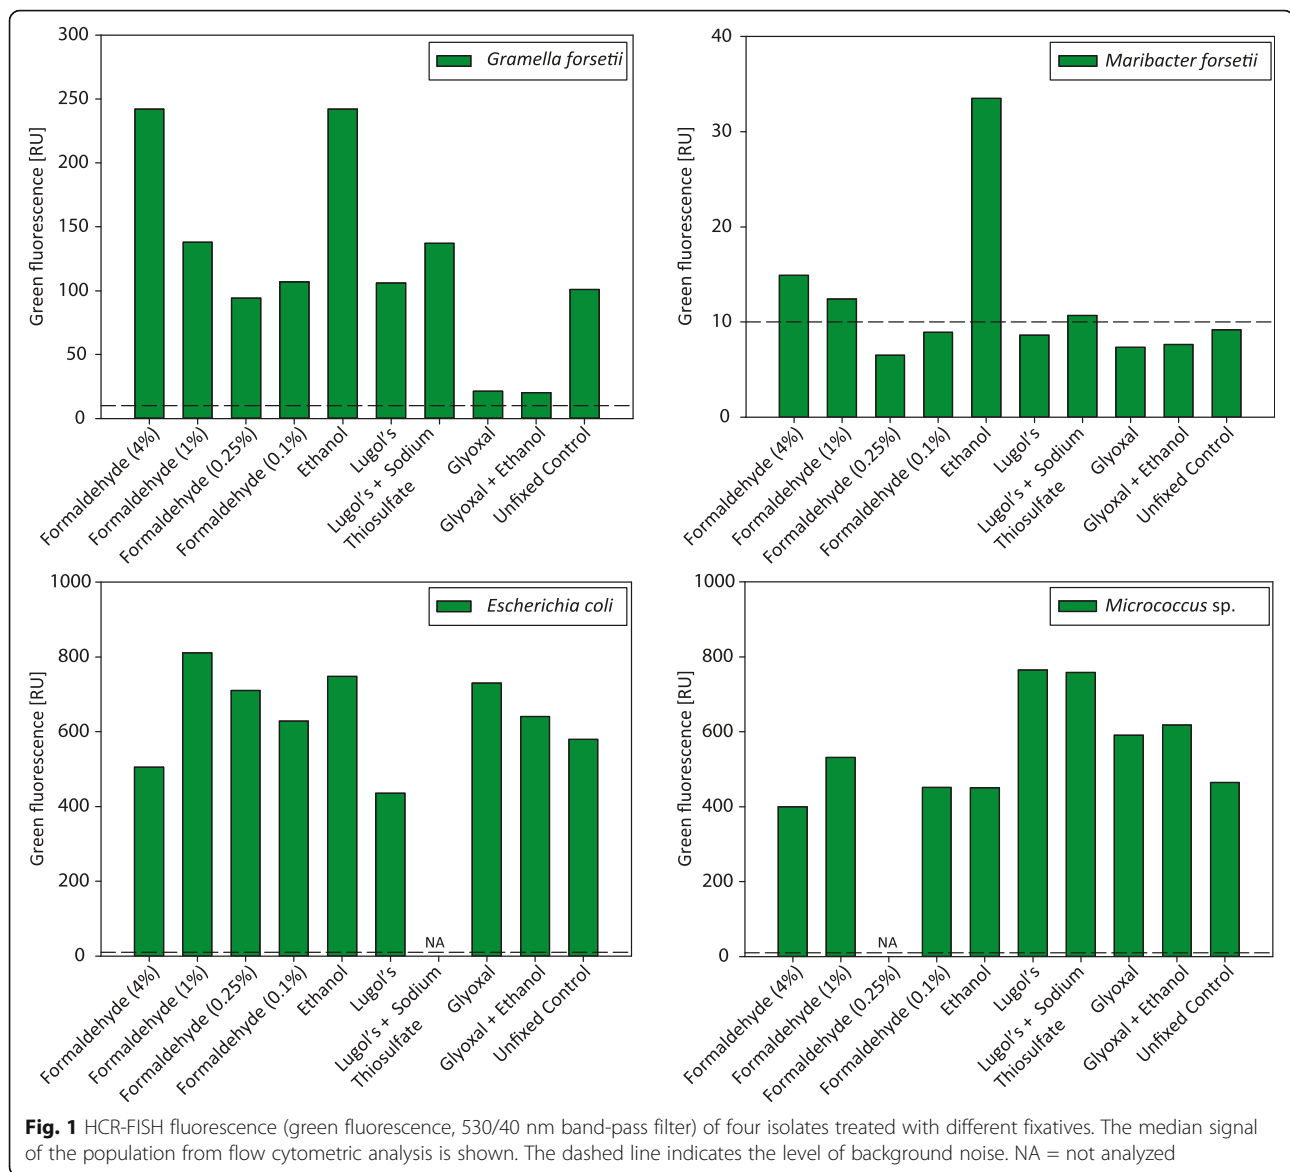 300
250
200
150
100
50
0
Green fluorescence [RU]
Gramella forsetii
Formaldehyde (4%)
Formaldehyde (1%)
Formaldehyde (0.25%)
Formaldehyde (0.1%)
Ethanol
Lugol's
Lugol's + Sodium
Thiosulfate
Glyoxal
Glyoxal + Ethanol
Unfixed Control
40
30
20
10
0
Green fluorescence [RU]
Maribacter forsetii
Formaldehyde (4%)
Formaldehyde (1%)
Formaldehyde (0.25%)
Formaldehyde (0.1%)
Ethanol
Lugol's
Lugol's + Sodium
Thiosulfate
Glyoxal
Glyoxal + Ethanol
Unfixed Control
1000
800
600
400
200
0
Green fluorescence [RU]
Escherichia coli
NA
Formaldehyde (4%)
Formaldehyde (1%)
Formaldehyde (0.25%)
Formaldehyde (0.1%)
Ethanol
Lugol's
Lugol's + Sodium
Thiosulfate
Glyoxal
Glyoxal + Ethanol
Unfixed Control
1000
800
600
400
200
0
Green fluorescence [RU]
Micrococcus sp.
NA
Formaldehyde (4%)
Formaldehyde (1%)
Formaldehyde (0.25%)
Formaldehyde (0.1%)
Ethanol
Lugol's
Lugol's + Sodium
Thiosulfate
Glyoxal
Glyoxal + Ethanol
Unfixed Control
Fig. 1 HCR-FISH fluorescence (green fluorescence, 530/40 nm band-pass filter) of four isolates treated with different fixatives. The median signal
of the population from flow cytometric analysis is shown. The dashed line indicates the level of background noise. NA = not analyzed